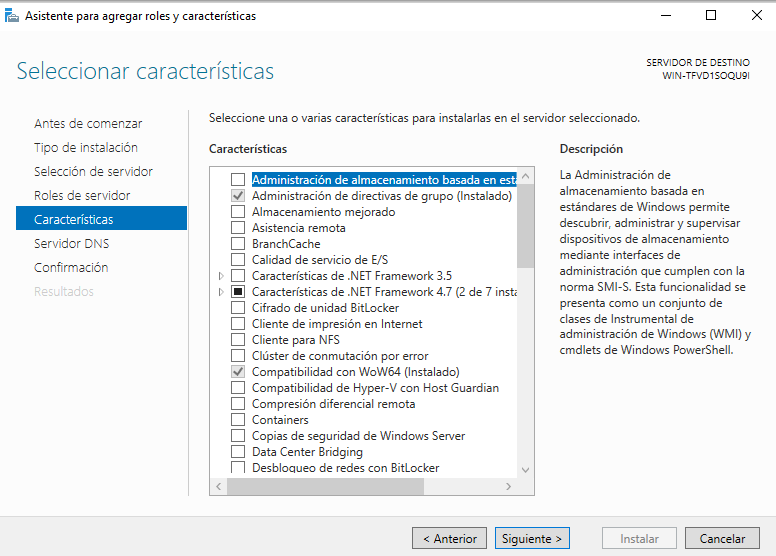 Asistente para agregar roles y características
Seleccionar características
SERVIDOR DE DESTINO
WIN-TFVD1SOQU9I
Antes de comenzar
Tipo de instalación
Selección de servidor
Roles de servidor
Características
Servidor DNS
Confirmación
Resultados
Seleccione una o varias características para instalarlas en el servidor seleccionado.
Características
Administración de almacenamiento basada en está
Administración de directivas de grupo (Instalado)
Almacenamiento mejorado
Asistencia remota
BranchCache
Calidad de servicio de E/S
Características de .NET Framework 3.5
Características de .NET Framework 4.7 (2 de 7 insta
Cifrado de unidad BitLocker
Cliente de impresión en Internet
Cliente para NFS
Clúster de conmutación por error
Compatibilidad con WoW64 (Instalado)
Compatibilidad de Hyper-V con Host Guardian
Compresión diferencial remota
Containers
Copias de seguridad de Windows Server
Data Center Bridging
Desbloqueo de redes con BitLocker
Descripción
La Administración de
almacenamiento basada en
estándares de Windows permite
descubrir, administrar y supervisar
dispositivos de almacenamiento
mediante interfaces de
administración que cumplen con la
norma SMI-S. Esta funcionalidad se
presenta como un conjunto de
clases de Instrumental de
administración de Windows (WMI) y
cmdlets de Windows PowerShell.
< Anterior
Siguiente >
Instalar
Cancelar